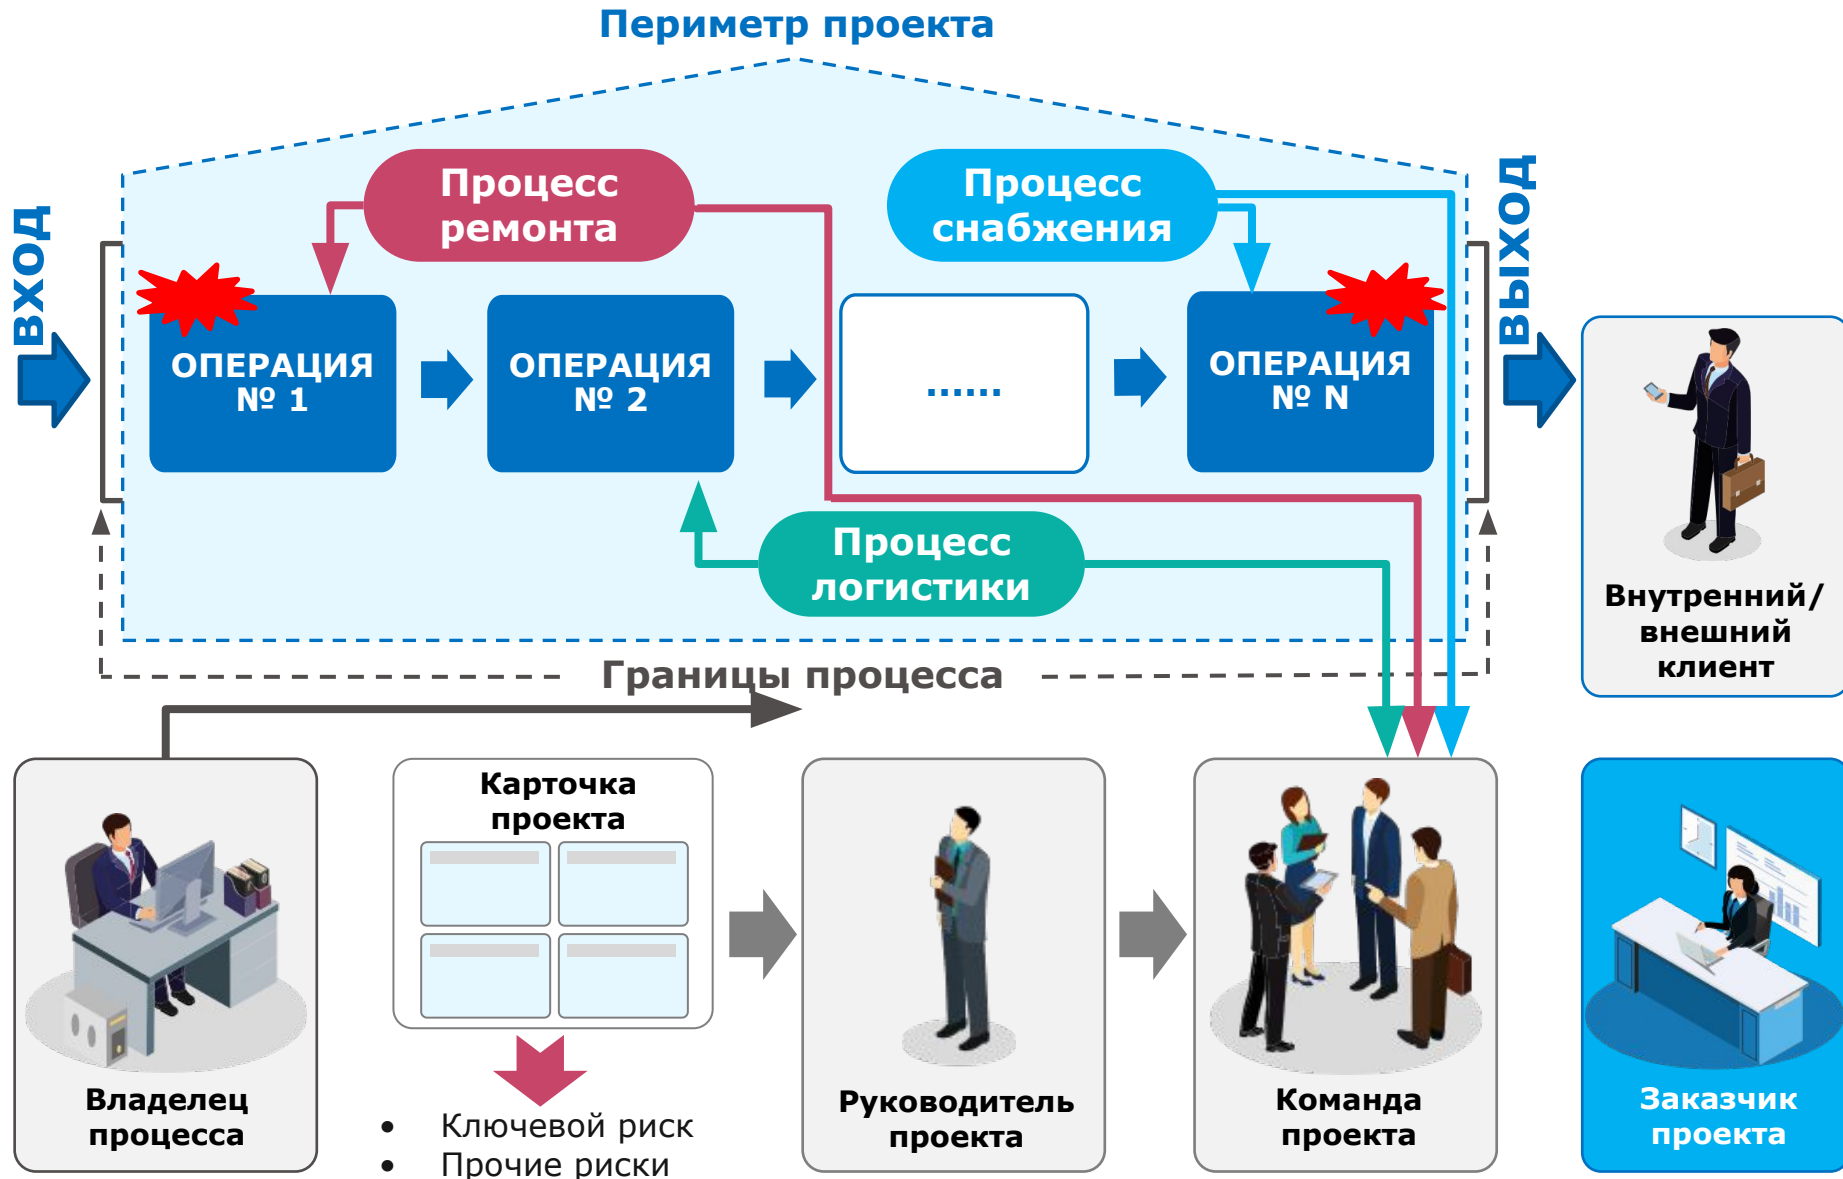 Периметр проекта
Процесс
ремонта
Процесс
снабжения
ВХОД
ВЫХОД
ОПЕРАЦИЯ
№ 1
ОПЕРАЦИЯ
№ 2
......
ОПЕРАЦИЯ
№ N
Процесс
логистики
Внутренний/
внешний
клиент
Границы процесса
Владелец
процесса
Карточка
проекта
• Ключевой риск
• Прочие риски
Руководитель
проекта
Команда
проекта
Заказчик
проекта